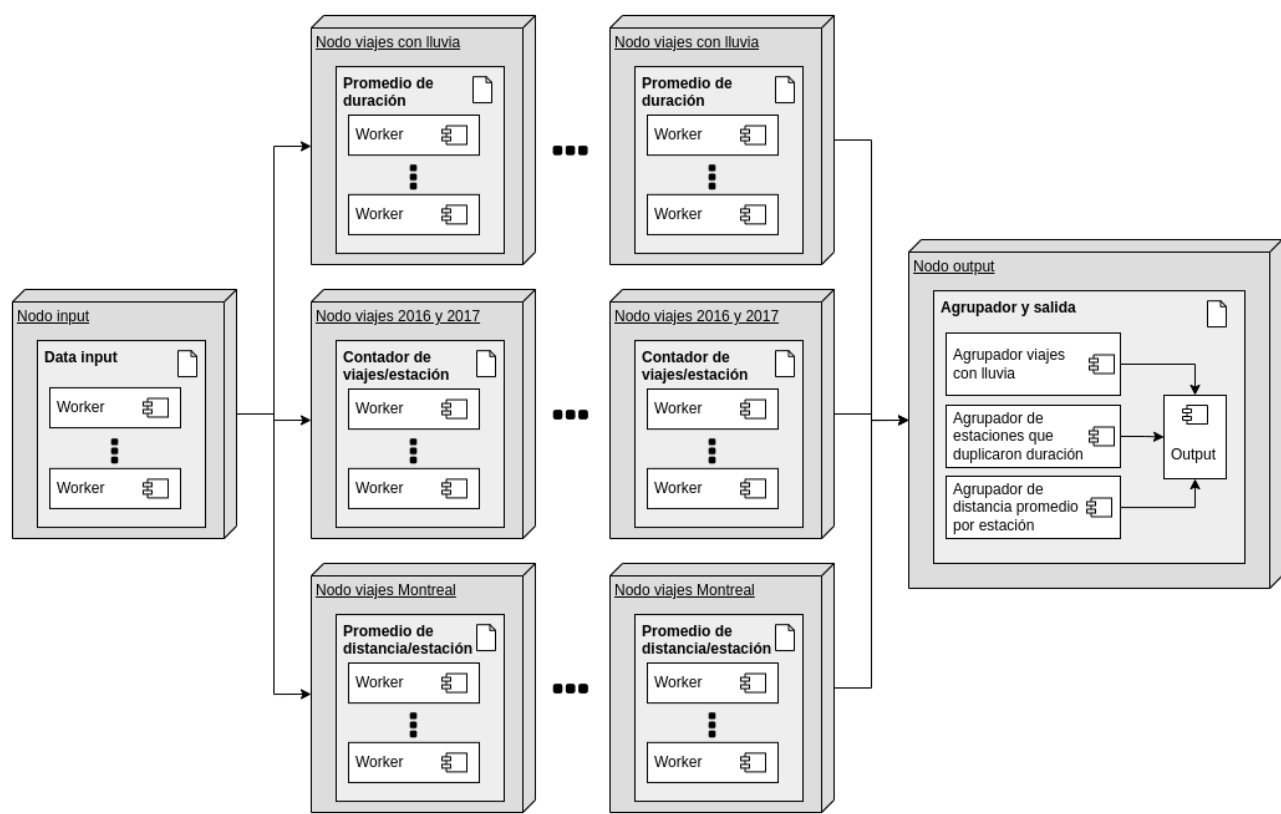 Nodo viajes con lluvia
Promedio de
duración
Worker
Worker
Nodo viajes con lluvia
Promedio de
duración
Worker
Worker
Nodo input
Data input
Worker
Worker
Nodo viajes 2016 y 2017
Contador de
viajes/estación
Worker
Worker
Nodo viajes 2016 y 2017
Contador de
viajes/estación
Worker
Worker
Nodo viajes Montreal
Promedio de
distancia/estación
Worker
Worker
Nodo viajes Montreal
Promedio de
distancia/estación
Worker
Worker
Nodo output
Agrupador y salida
Agrupador viajes
con lluvia
Agrupador de
estaciones que
duplicaron duración
Agrupador de
distancia promedio
por estación
Output